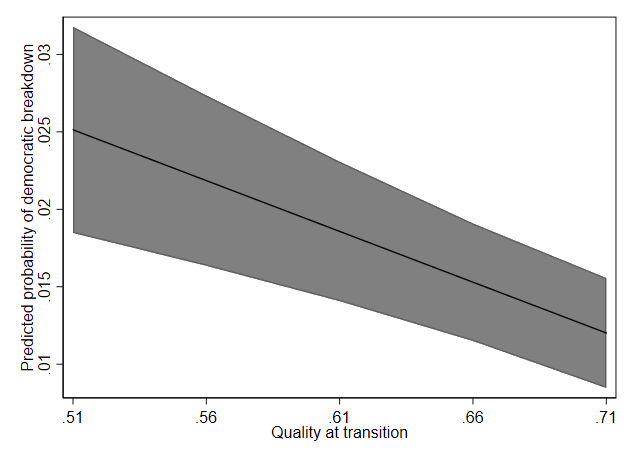 Predicted probability of democratic breakdown
.03
.025
.02
.015
.01
.51 .56 .61 .66 .71
Quality at transition